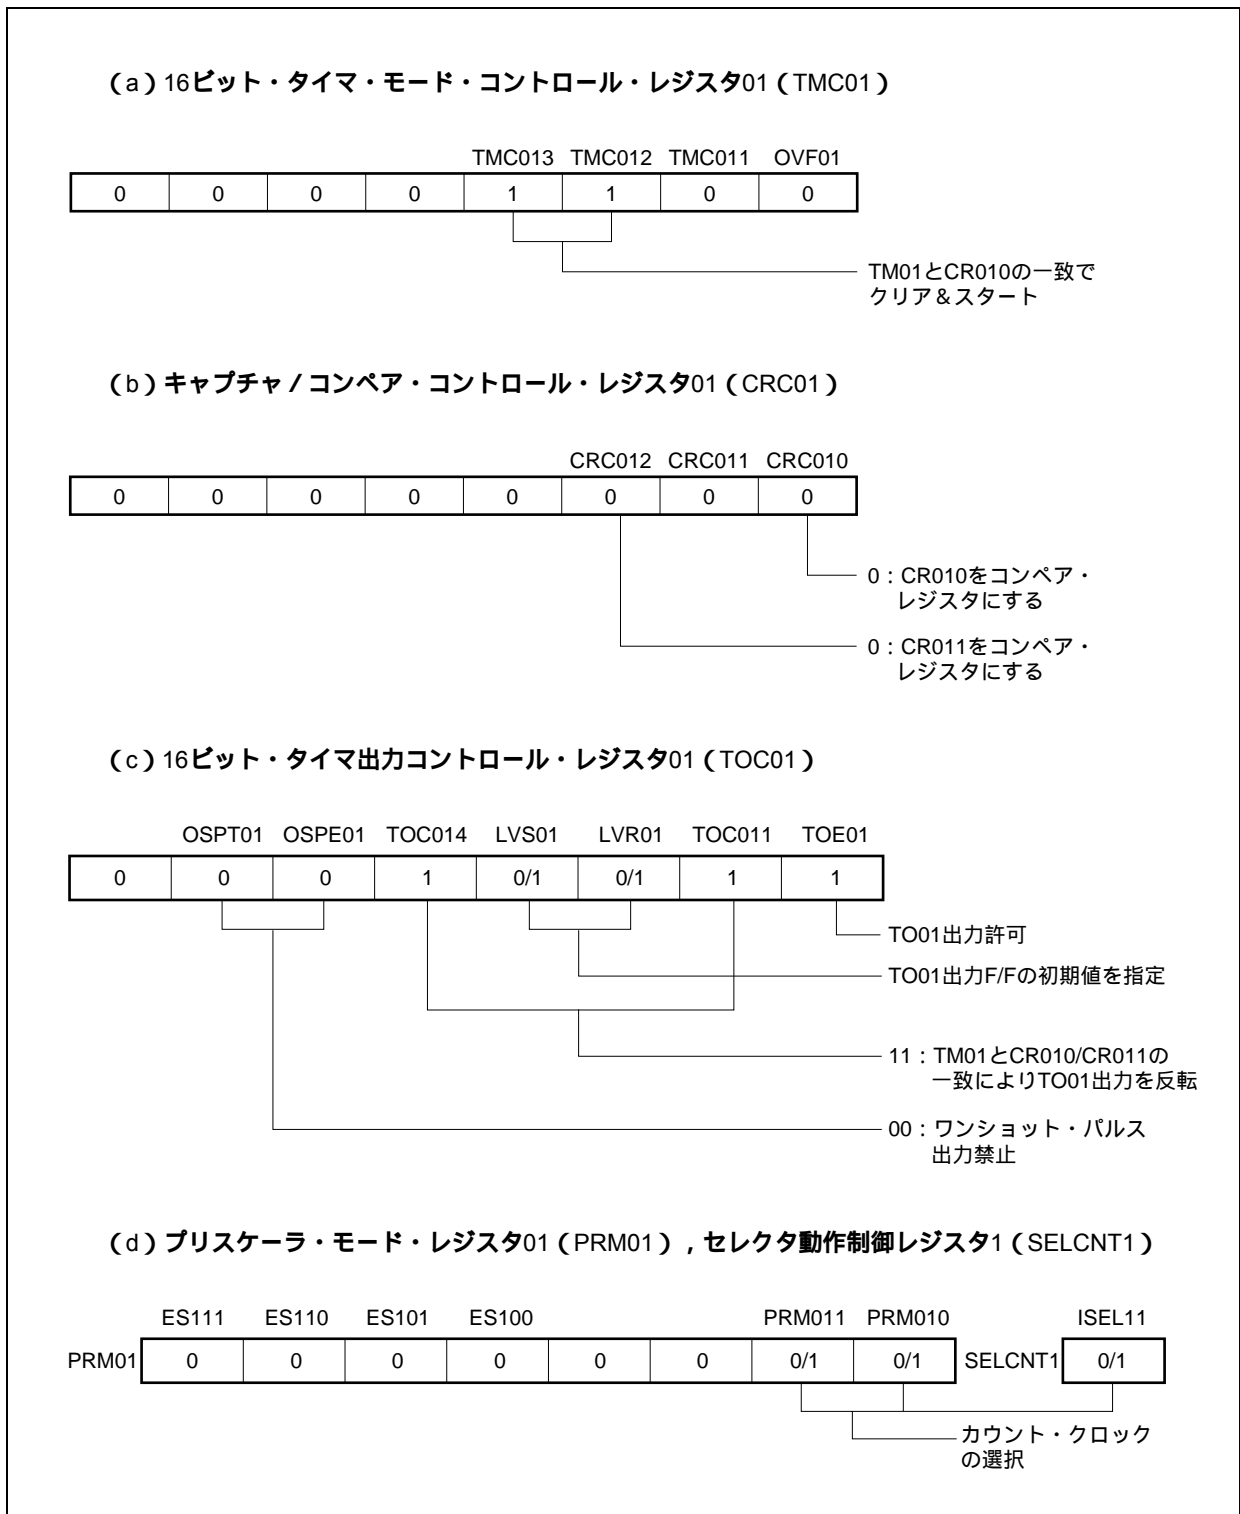 （a）16ビット・タイマ・モード・コントロール・レジスタ01（TMC01）
TMC013 TMC012 TMC011 OVF01
0 0 0 0 1 1 0 0
TM01とCR010の一致で
クリア＆スタート
（b）キャプチャ／コンペア・コントロール・レジスタ01（CRC01）
CRC012 CRC011 CRC010
0 0 0 0 0 0 0 0
0：CR010をコンペア・
レジスタにする
0：CR011をコンペア・
レジスタにする
（c）16ビット・タイマ出力コントロール・レジスタ01（TOC01）
OSPT01 OSPE01 TOC014 LVS01 LVR01 TOC011 TOE01
0 0 0 1 0/1 0/1 1 1
TO01出力許可
TO01出力F/Fの初期値を指定
11：TM01とCR010/CR011の
一致によりTO01出力を反転
00：ワンショット・パルス
出力禁止
（d）プリスケーラ・モード・レジスタ01（PRM01），セレクタ動作制御レジスタ1（SELCNT1）
ES111 ES110 ES101 ES100 PRM011 PRM010 ISEL11
PRM01 0 0 0 0 0 0 0/1 0/1 SELCNT1 0/1
カウント・クロック
の選択